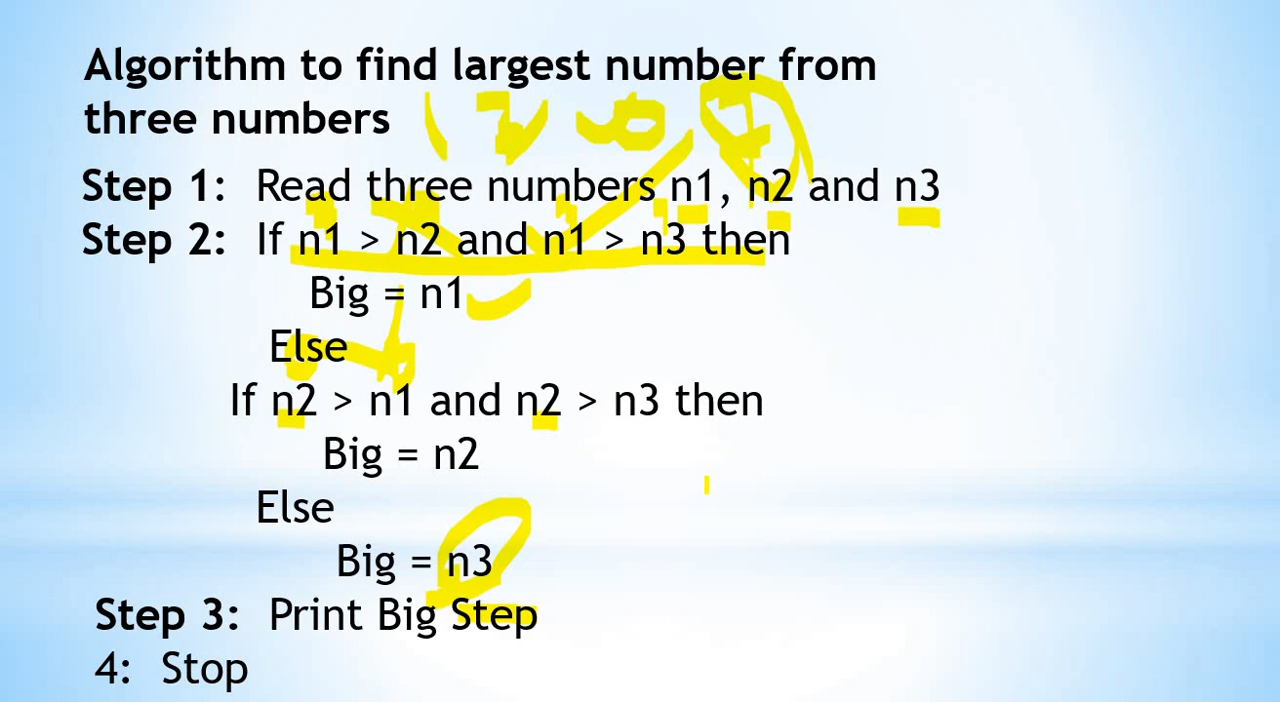 Algorithm to find largest number from
three numbers
Step 1: Read three numbers n1, n2 and n3
Step 2: If n1 > n2 and n1 > n3 then
Big = n1
Else
If n2 > n1 and n2 > n3 then
Big = n2
Else
Big = n3
Step 3: Print Big Step
4: Stop